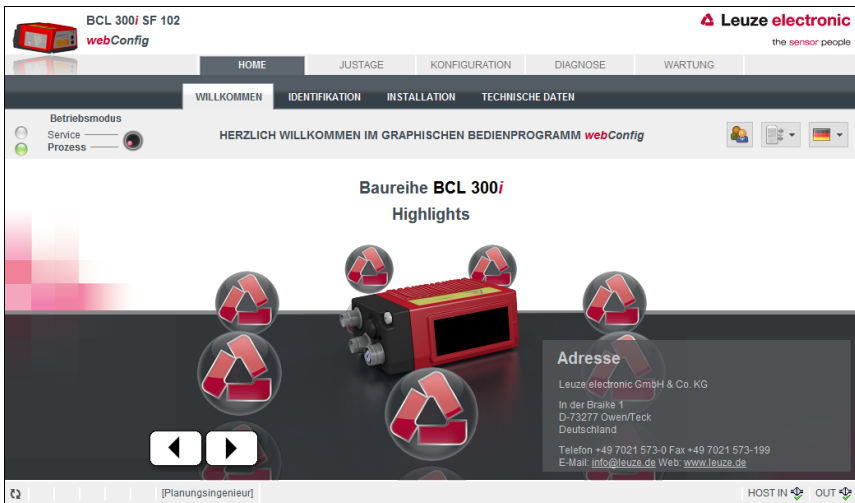 BCL 300i SF 102
webConfig
Leuze electronic
the sensor people
HOME JUSTAGE KONFIGURATION DIAGNOSE WARTUNG
WILLKOMMEN IDENTIFIKATION INSTALLATION TECHNISCHE DATEN
Betriebsmodus
Service
Prozess
HERZLICH WILLKOMMEN IM GRAPHISCHEN BEDIENPROGRAMM webConfig
Baureihe BCL 300i
Highlights
Adresse
Leuze electronic GmbH & Co. KG
In der Braike 1
D-73277 Owen/Teck
Deutschland
Telefon +49 7021 573-0 Fax +49 7021 573-199
E-Mail: info@leuze.de Web: www.leuze.de
[Planungsingenieur] HOST IN OUT